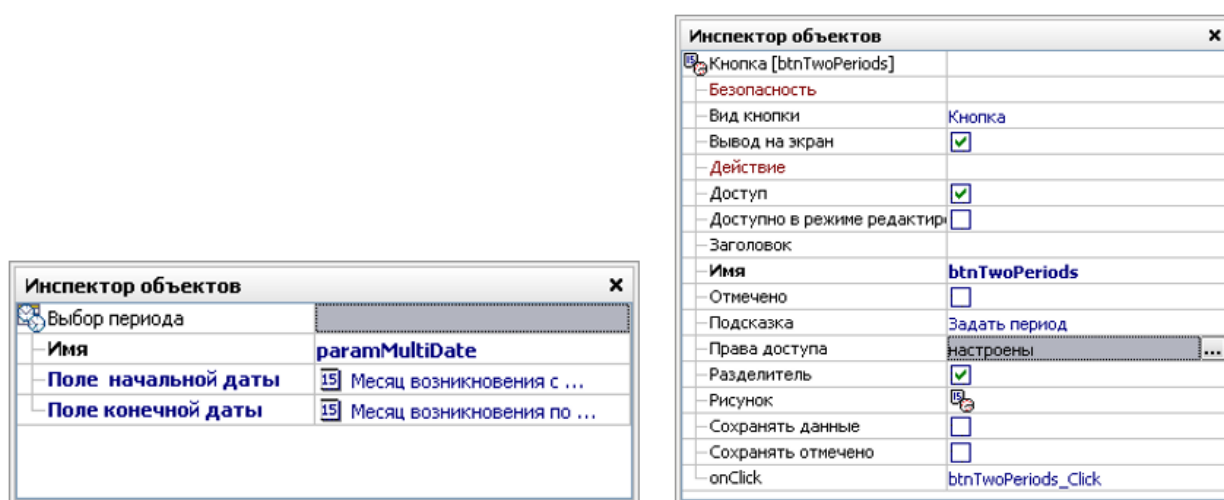 Инспектор объектов
Выбор периода
Имя paramMultiDate
Поле начальной даты 15 Месяц возникновения с ...
Поле конечной даты 15 Месяц возникновения по ...
Инспектор объектов
Кнопка [btnTwoPeriods]
Безопасность
Вид кнопки Кнопка
Вывод на экран
Действие
Доступ
Доступно в режиме редактир
Заголовок
Имя btnTwoPeriods
Отмечено
Подсказка Задать период
Права доступа настроены ...
Разделитель
Рисунок
Сохранять данные
Сохранять отмечено
onClick btnTwoPeriods_Click